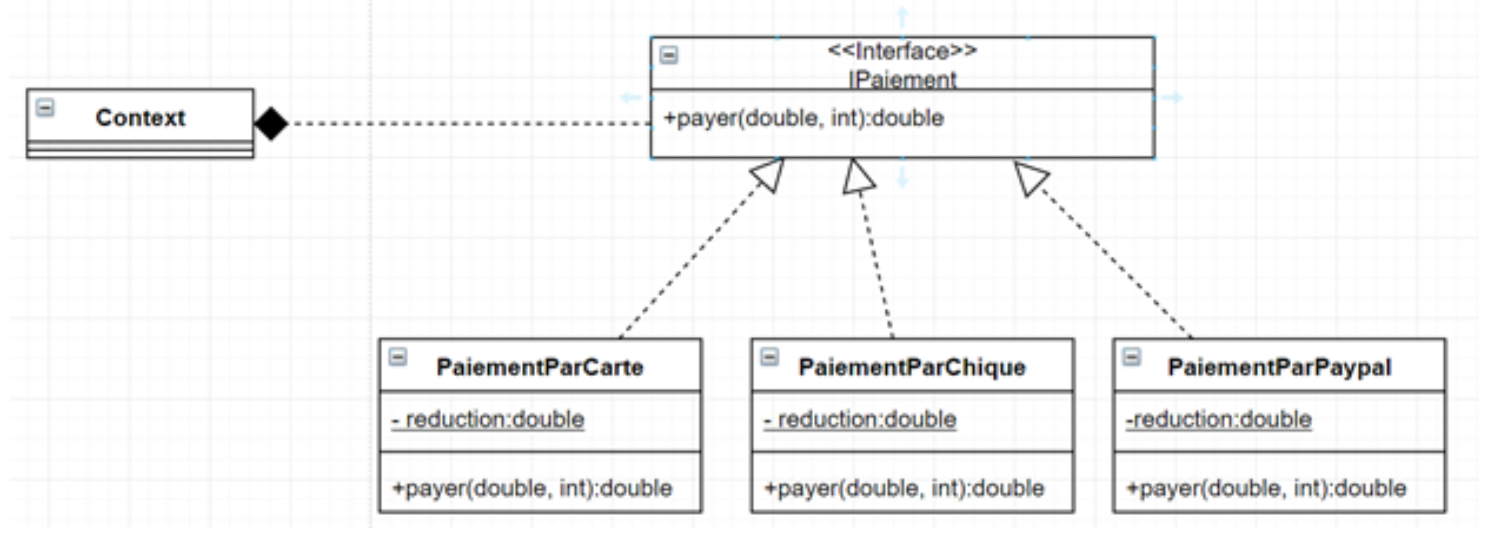 <<Interface>>
IPaiement
+payer(double, int):double
Context
PaiementParCarte
- reduction:double
+payer(double, int):double
PaiementParChique
- reduction:double
+payer(double, int):double
PaiementParPaypal
-reduction:double
+payer(double, int):double